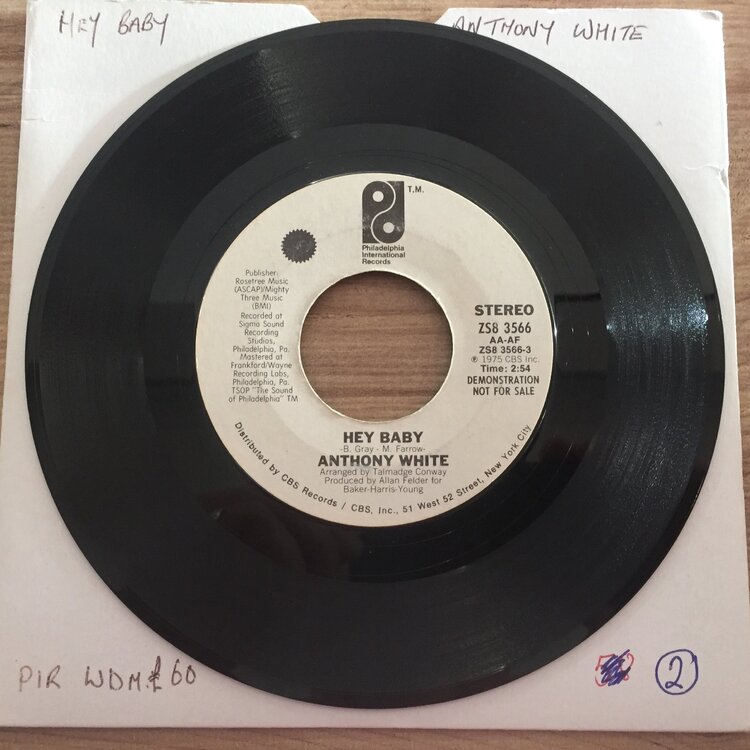 HEY BABY
ANTHONY WHITE
T.M.
Philadelphia
International
Records
Publisher:
Rosetree Music
(ASCAP)/Mighty
Three Music
(BMI)
Recorded at
Sigma Sound
Recording
Studios,
Philadelphia, Pa.
Mastered at
Frankford/Wayne
Recording Labs,
Philadelphia, Pa.
TSOP "The Sound
of Philadelphia" TM
STEREO
ZS8 3566
AA-AF
ZS8 3566-3
℗ 1975 CBS Inc.
Time: 2:54
DEMONSTRATION
NOT FOR SALE
HEY BABY
-B. Gray - M. Farrow-
ANTHONY WHITE
Arranged by Talmadge Conway
Produced by Allan Felder for
Baker-Harris-Young
Distributed by CBS Records / CBS, Inc., 51 West 52 Street, New York City
PIR WDM £60
2